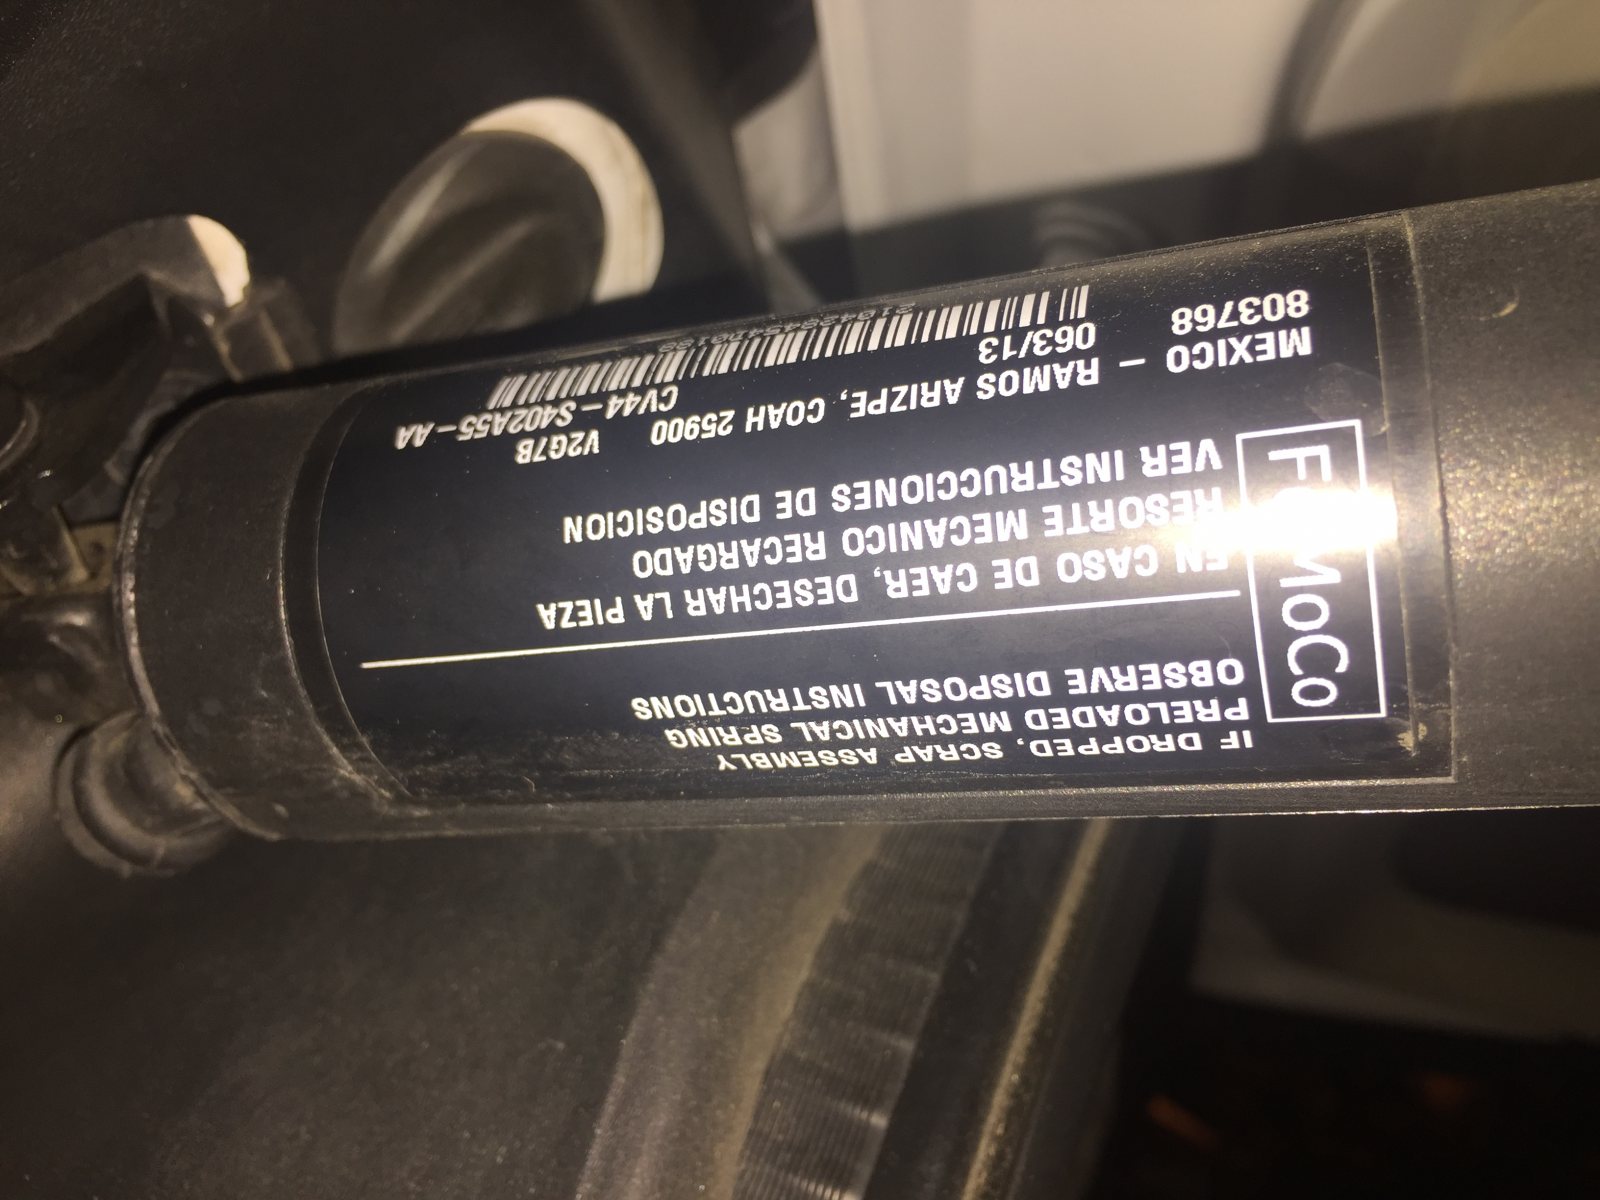 FoMoCo
IF DROPPED, SCRAP ASSEMBLY
PRELOADED MECHANICAL SPRING
OBSERVE DISPOSAL INSTRUCTIONS
EN CASO DE CAER, DESECHAR LA PIEZA
RESORTE MECANICO RECARGADO
VER INSTRUCCIONES DE DISPOSICION
MEXICO – RAMOS ARIZPE, COAH 25900 V2G7B
803768 063/13 CV44–S402A55–AA